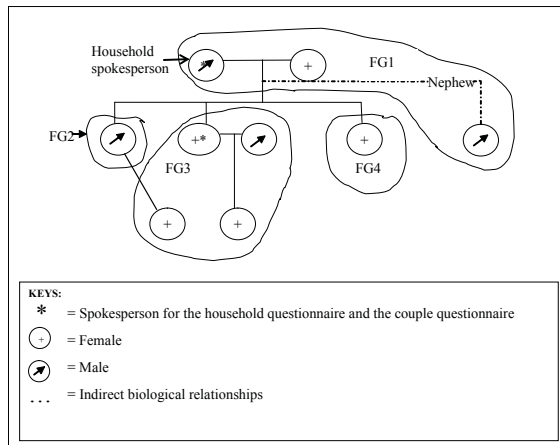 Household
spokesperson
*
+
FG1
Nephew
FG2
+*
FG3
+
FG4
+
+
KEYS:
* = Spokesperson for the household questionnaire and the couple questionnaire
+ = Female
= Male
... = Indirect biological relationships